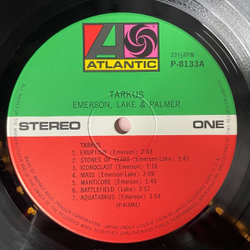 ATLANTIC
33⅓RPM
P-8133A
TARKUS
EMERSON, LAKE & PALMER
STEREO
ONE
TARKUS
1. ERUPTION (Emerson) 2:43
2. STONES OF YEARS (Emerson-Lake) 3:43
3. ICONOCLAST (Emerson) 1:16
4. MASS (Emerson-Lake) 3:09
5. MANTICORE (Emerson) 1:49
6. BATTLEFIELD (Lake) 3:57
7. AQUATARKUS (Emerson) 3:54
(P-8133A1)